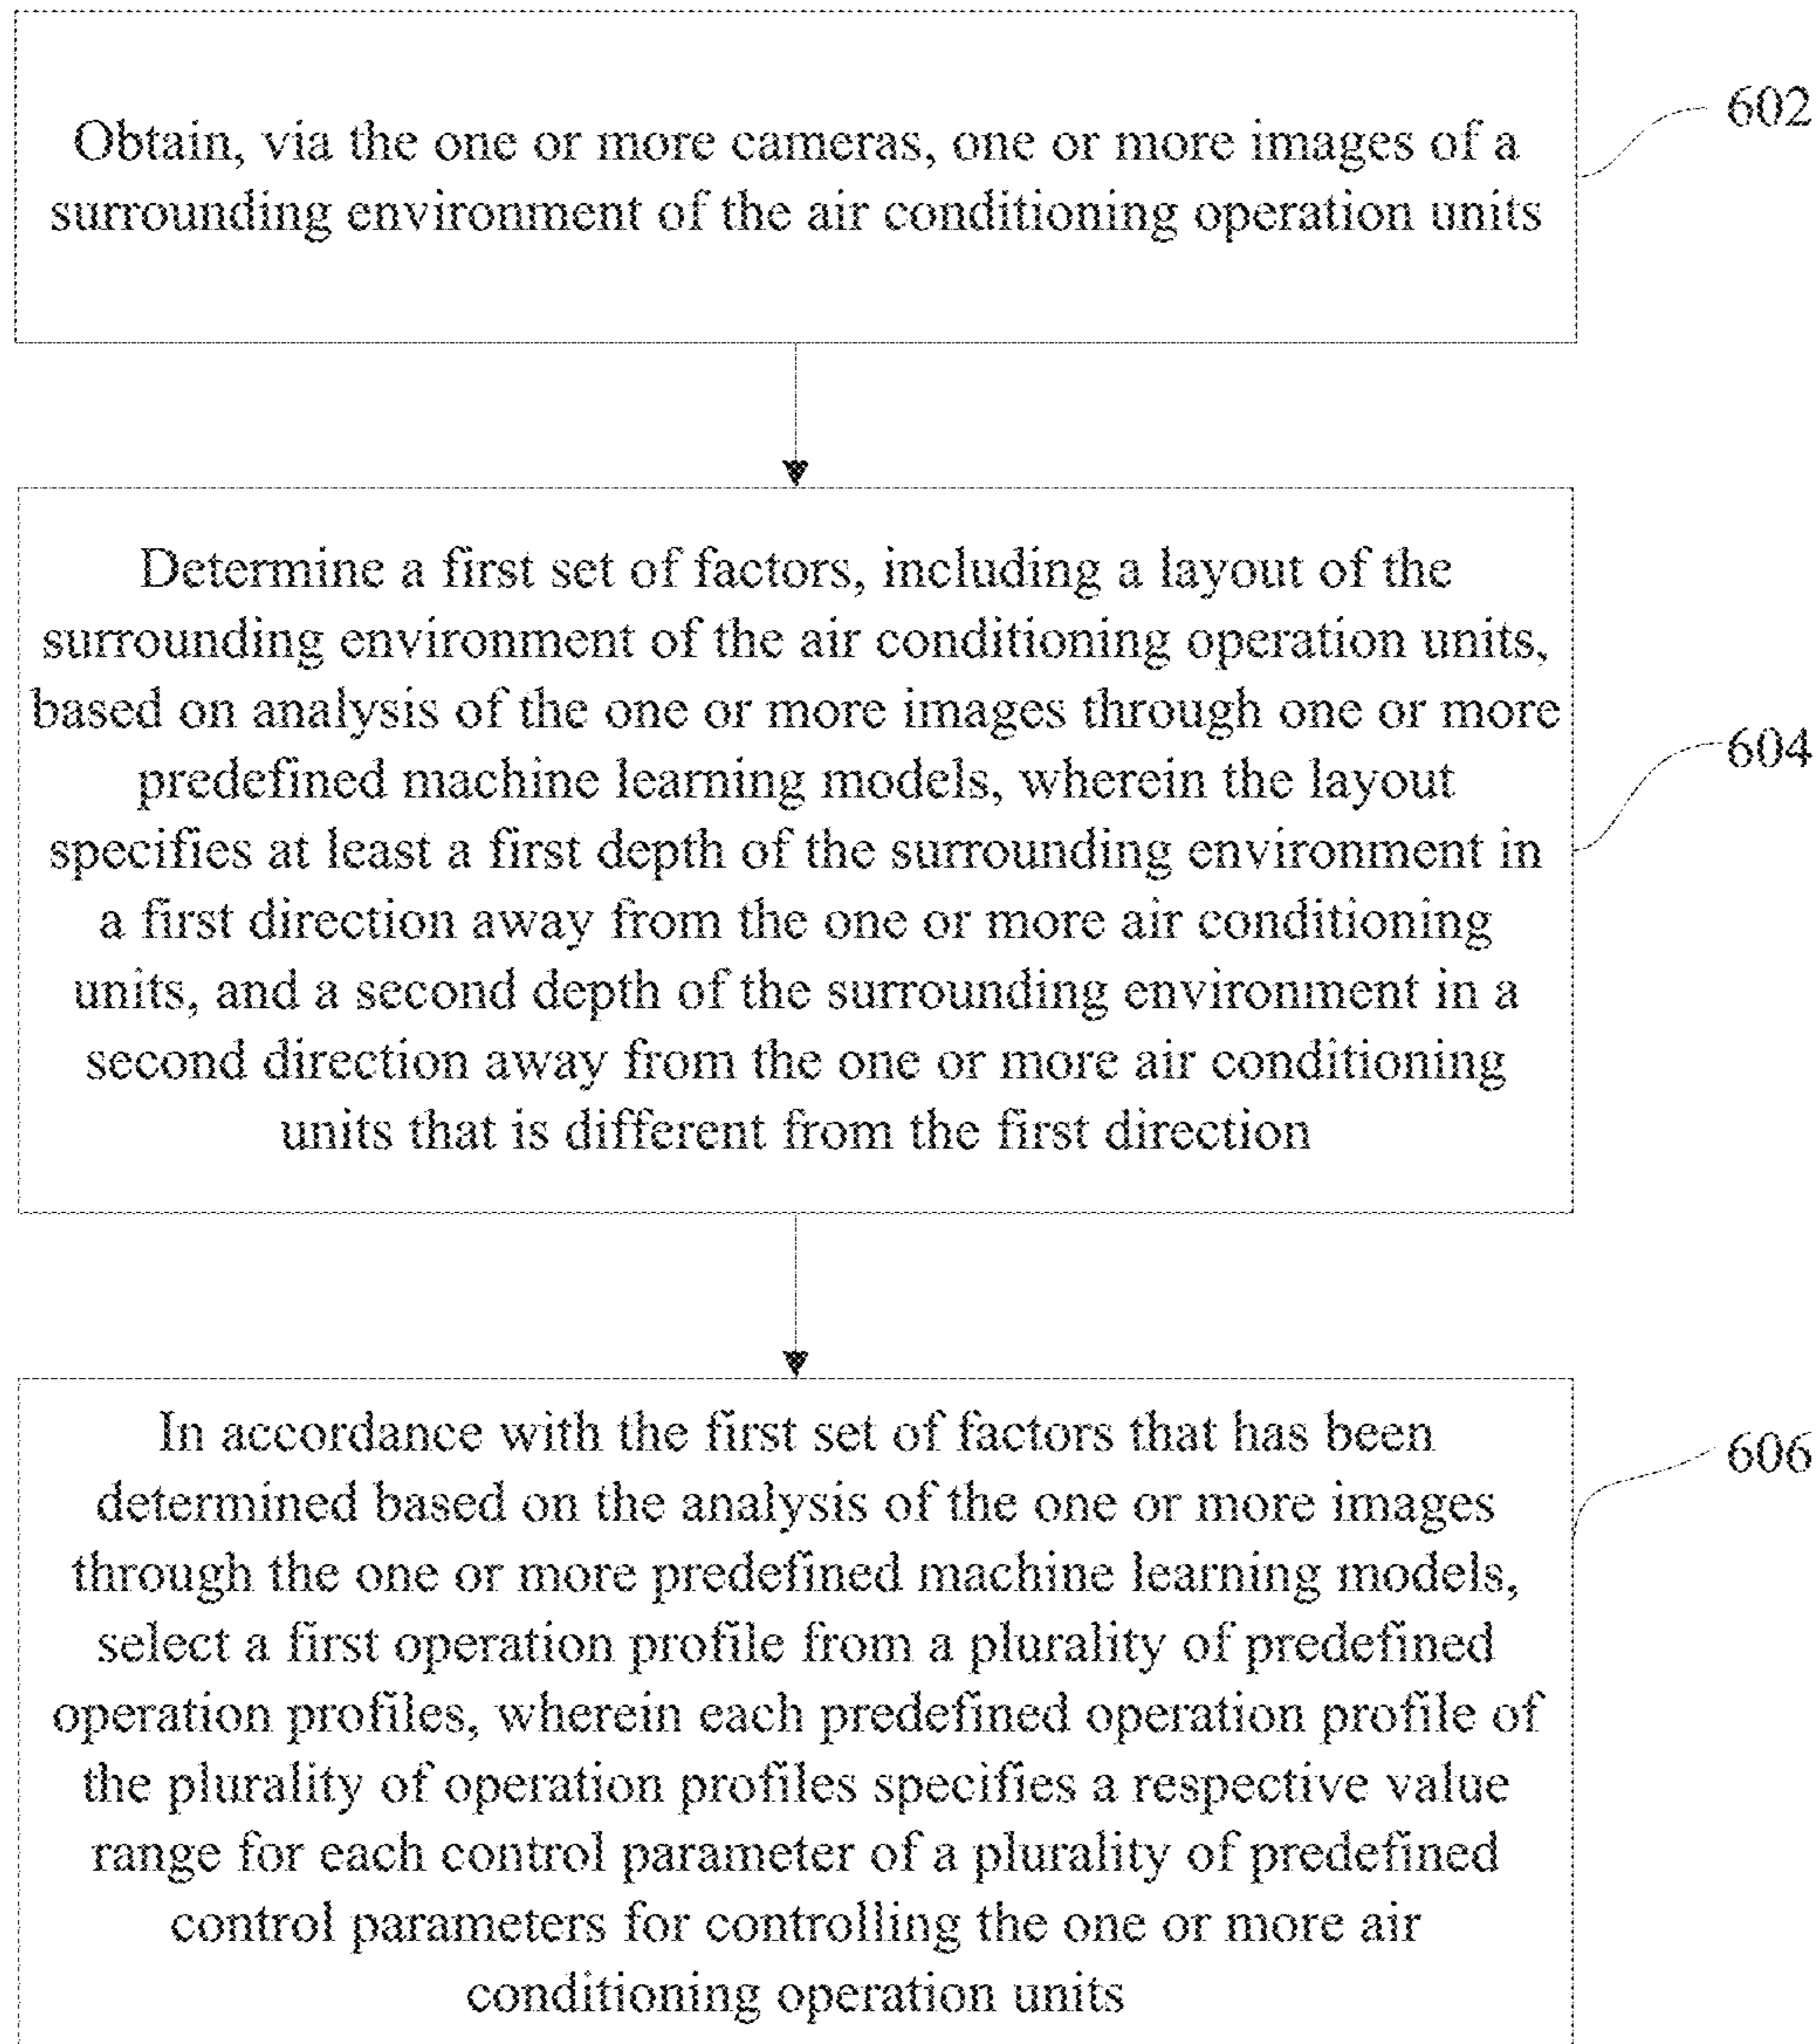 Obtain, via the one or more cameras, one or more images of a
surrounding environment of the air conditioning operation units
602
Determine a first set of factors, including a layout of the
surrounding environment of the air conditioning operation units,
based on analysis of the one or more images through one or more
predefined machine learning models, wherein the layout
specifies at least a first depth of the surrounding environment in
a first direction away from the one or more air conditioning
units, and a second depth of the surrounding environment in a
second direction away from the one or more air conditioning
units that is different from the first direction
604
In accordance with the first set of factors that has been
determined based on the analysis of the one or more images
through the one or more predefined machine learning models,
select a first operation profile from a plurality of predefined
operation profiles, wherein each predefined operation profile of
the plurality of operation profiles specifies a respective value
range for each control parameter of a plurality of predefined
control parameters for controlling the one or more air
conditioning operation units
606